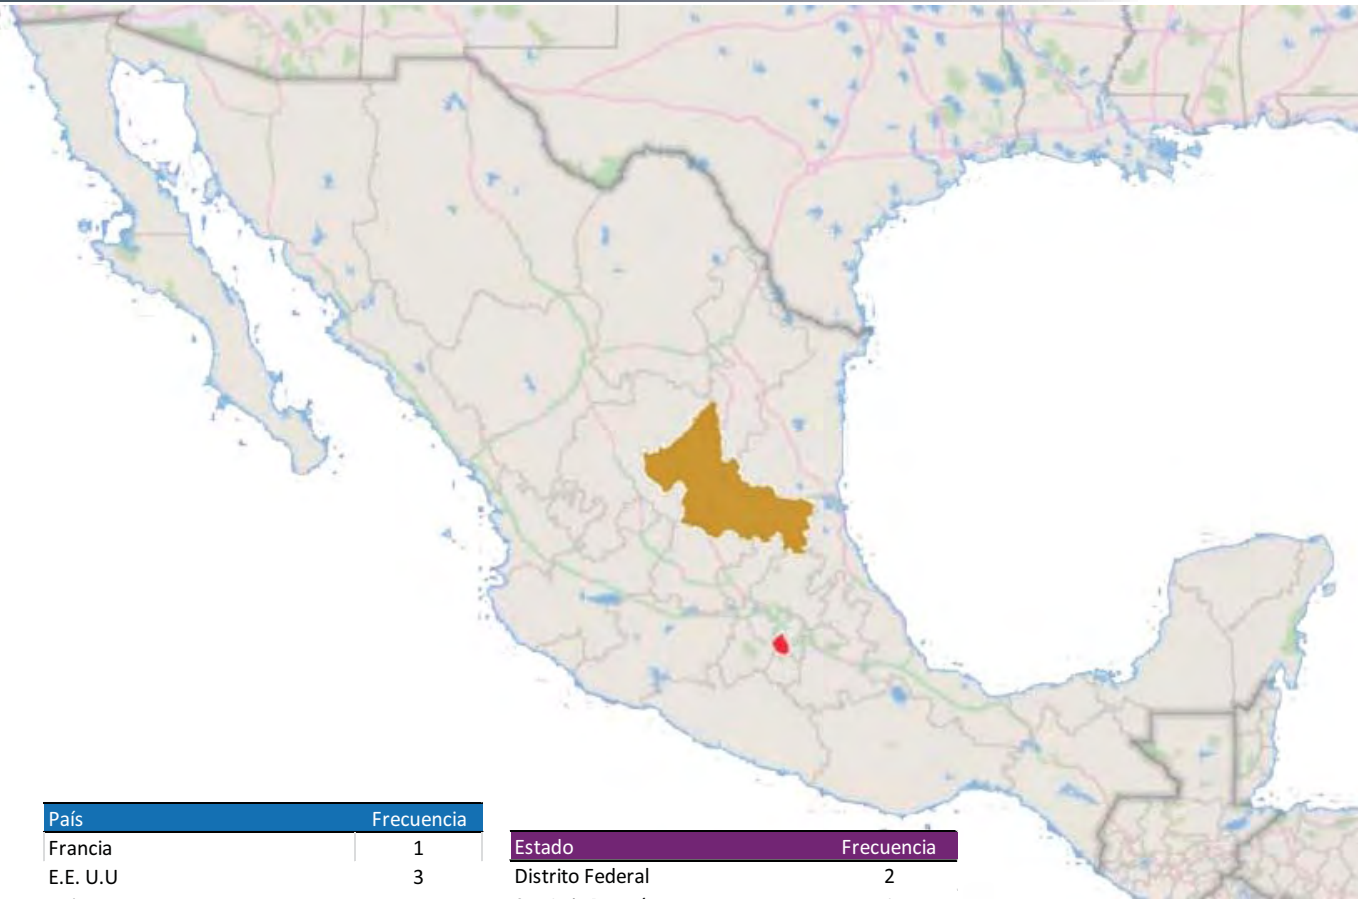 País Frecuencia
Francia 1
E.E. U.U 3
Estado Frecuencia
Distrito Federal 2